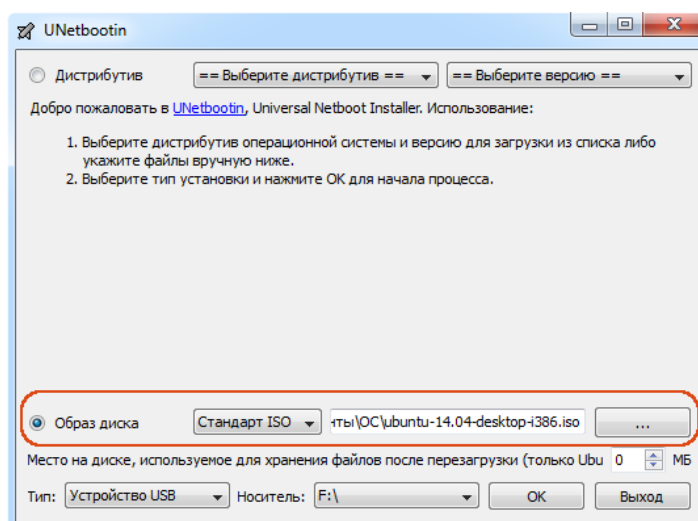 UNetbootin
Дистрибутив == Выберите дистрибутив == == Выберите версию ==
Добро пожаловать в UNetbootin, Universal Netboot Installer. Использование:
1. Выберите дистрибутив операционной системы и версию для загрузки из списка либо
укажите файлы вручную ниже.
2. Выберите тип установки и нажмите OK для начала процесса.
Образ диска Стандарт ISO нты\ОС\ubuntu-14.04-desktop-i386.iso ...
Место на диске, используемое для хранения файлов после перезагрузки (только Ubu 0 МБ
Тип: Устройство USB Носитель: F:\ OK Выход